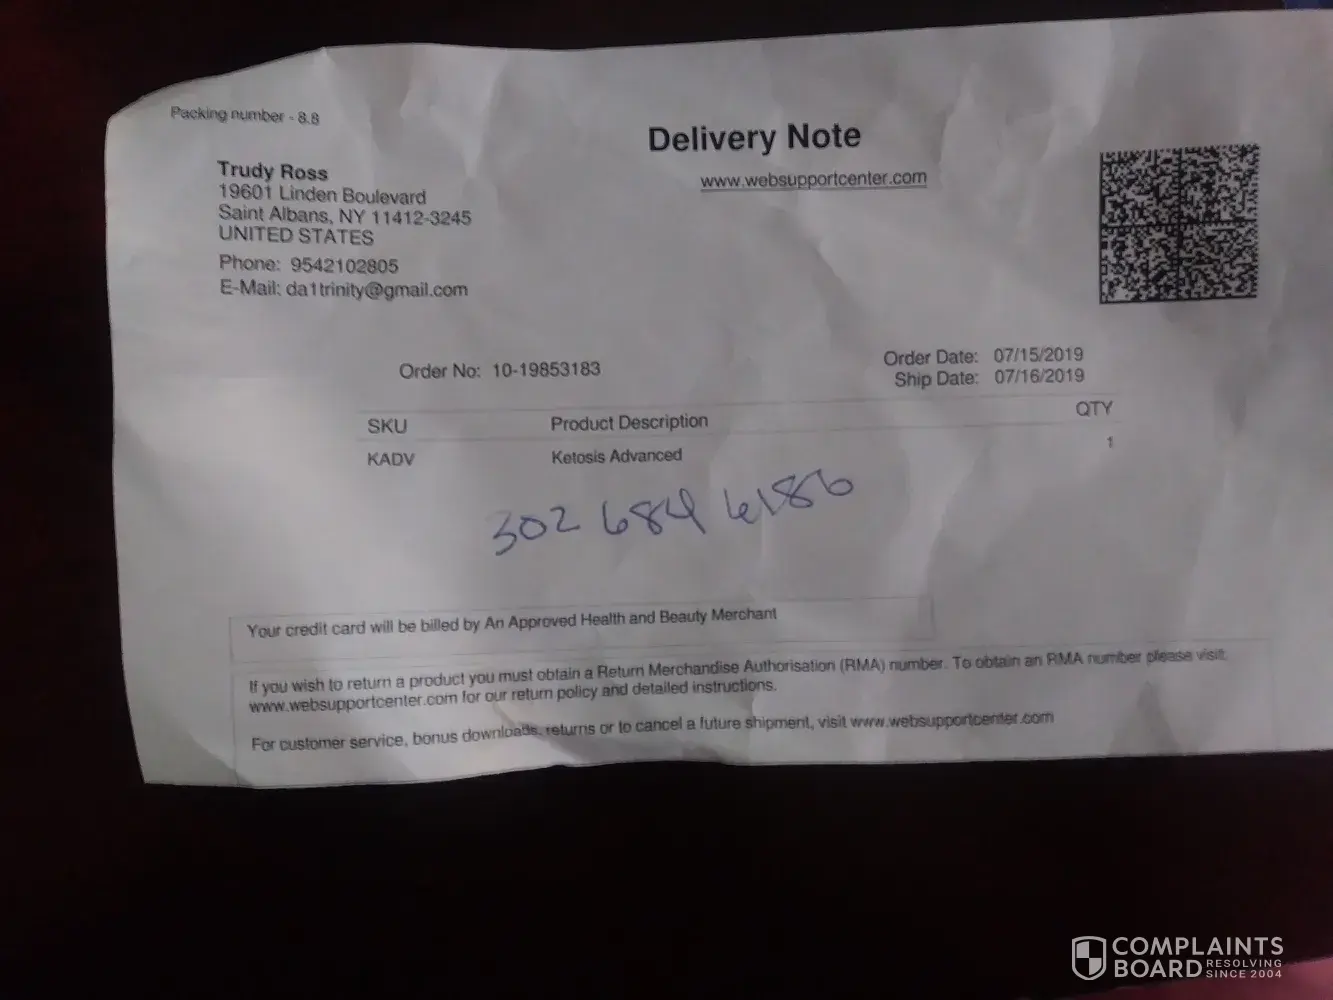 Packing number - 8.8
Delivery Note
www.websupportcenter.com
Trudy Ross
19601 Linden Boulevard
Saint Albans, NY 11412-3245
UNITED STATES
Phone: 9542102805
E-Mail: da1trinity@gmail.com
Order No: 10-19853183
Order Date: 07/15/2019
Ship Date: 07/16/2019
SKU Product Description QTY
KADV Ketosis Advanced 1
302 684 6186
Your credit card will be billed by An Approved Health and Beauty Merchant
If you wish to return a product you must obtain a Return Merchandise Authorisation (RMA) number. To obtain an RMA number please visit
www.websupportcenter.com for our return policy and detailed instructions.
For customer service, bonus downloads, returns or to cancel a future shipment, visit www.websupportcenter.com
COMPLAINTS
BOARD RESOLVING SINCE 2004